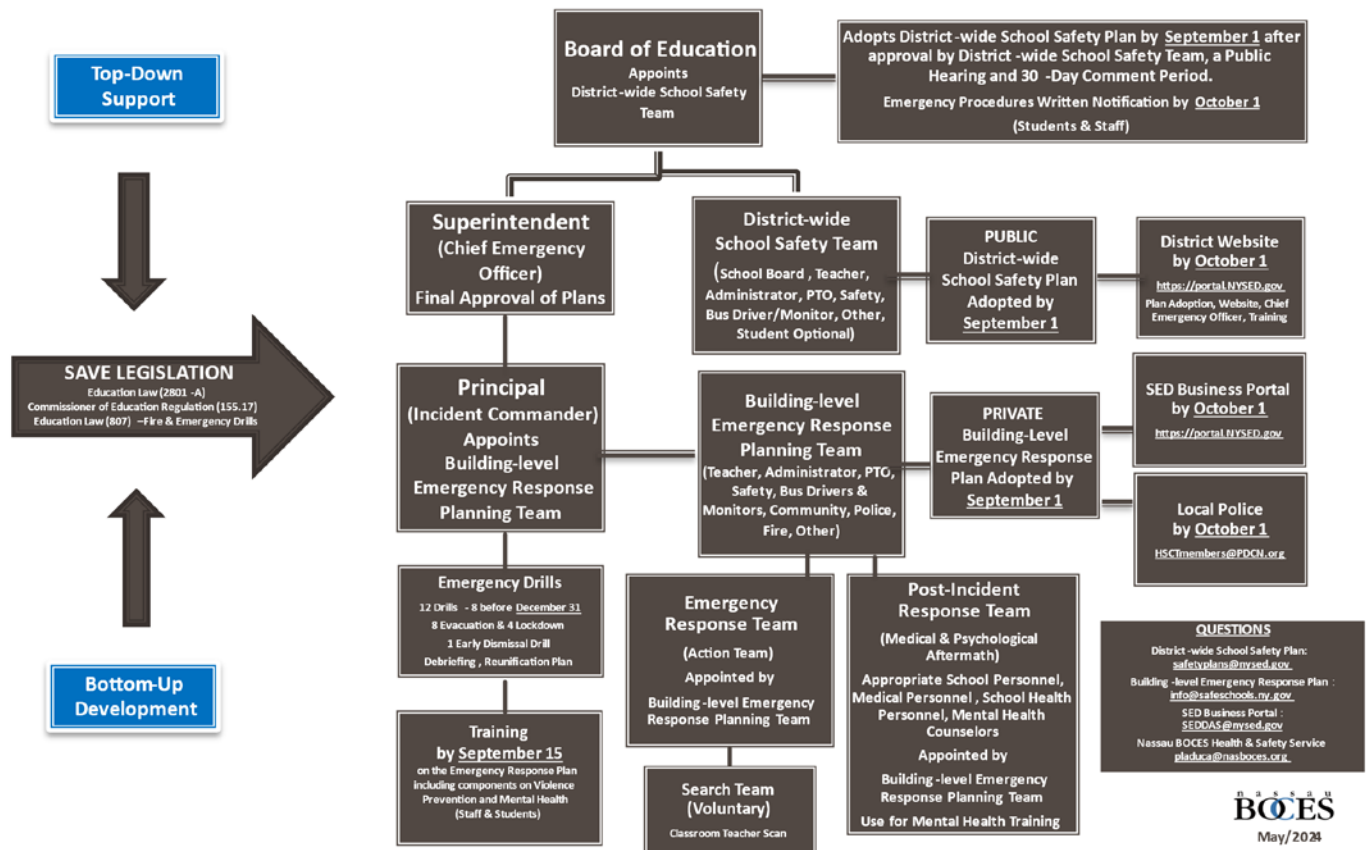 Top-Down
Support
Board of Education
Appoints
District-wide School Safety
Team
Adopts District -wide School Safety Plan by September 1 after
approval by District -wide School Safety Team, a Public
Hearing and 30 -Day Comment Period.
Emergency Procedures Written Notification by October 1
(Students & Staff)
Superintendent
(Chief Emergency
Officer)
Final Approval of Plans
District-wide
School Safety Team
(School Board , Teacher,
Administrator, PTO, Safety,
Bus Driver/Monitor, Other,
Student Optional)
PUBLIC
District-wide
School Safety Plan
Adopted by
September 1
District Website
by October 1
https://portal.NYSED.gov
Plan Adoption, Website, Chief
Emergency Officer, Training
SAVE LEGISLATION
Education Law (2801 -A)
Commissioner of Education Regulation (155.17)
Education Law (807) –Fire & Emergency Drills
Principal
(Incident Commander)
Appoints
Building-level
Emergency Response
Planning Team
Building-level
Emergency Response
Planning Team
(Teacher, Administrator, PTO,
Safety, Bus Drivers &
Monitors, Community, Police,
Fire, Other)
PRIVATE
Building-Level
Emergency Response
Plan Adopted by
September 1
SED Business Portal
by October 1
https://portal.NYSED.gov
Local Police
by October 1
HSCTmembers@PDCN.org
Bottom-Up
Development
Emergency Drills
12 Drills - 8 before December 31
8 Evacuation & 4 Lockdown
1 Early Dismissal Drill
Debriefing , Reunification Plan
Training
by September 15
on the Emergency Response Plan
including components on Violence
Prevention and Mental Health
(Staff & Students)
Emergency
Response Team
(Action Team)
Appointed by
Building-level Emergency
Response Planning Team
Search Team
(Voluntary)
Classroom Teacher Scan
Post-Incident
Response Team
(Medical & Psychological
Aftermath)
Appropriate School Personnel,
Medical Personnel , School Health
Personnel, Mental Health
Counselors
Appointed by
Building -level Emergency
Response Planning Team
Use for Mental Health Training
QUESTIONS
District -wide School Safety Plan:
safetyplans@nysed.gov
Building -level Emergency Response Plan :
info@safeschools.ny.gov
SED Business Portal :
SEDDAS@nysed.gov
Nassau BOCES Health & Safety Service
pladuca@nasboces.org
nassau
BOCES
May/2024